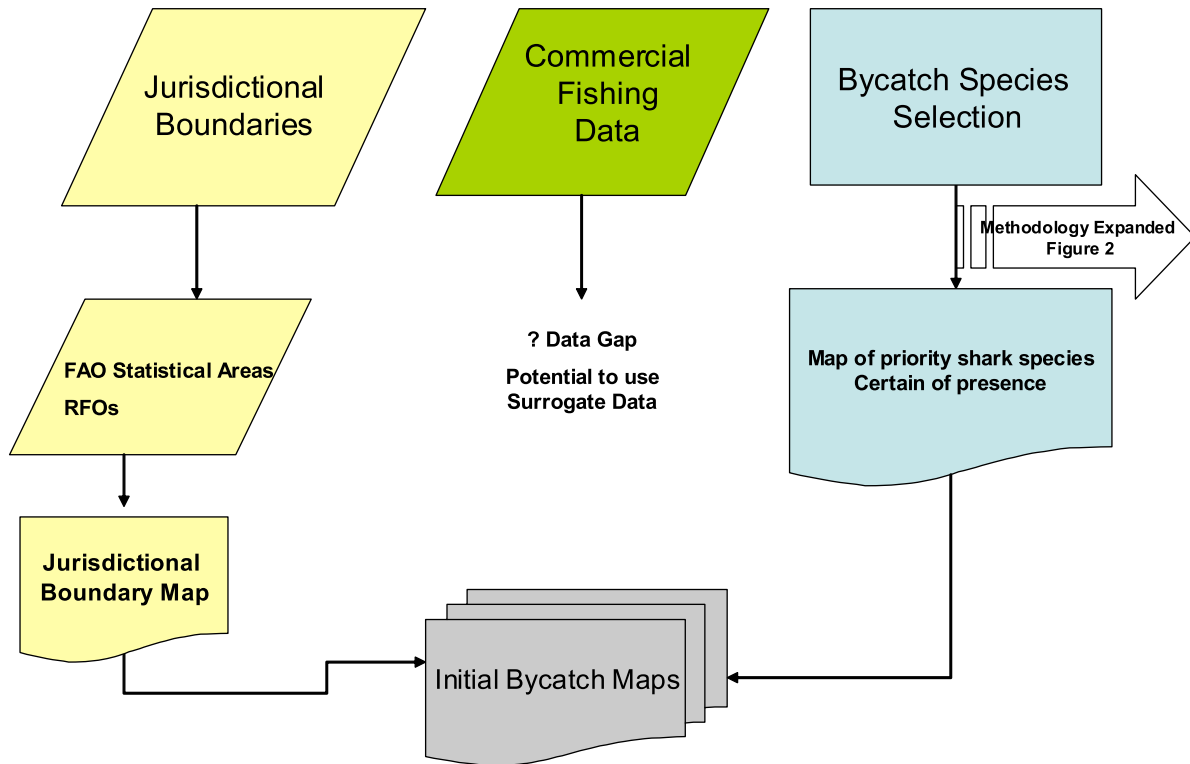 Jurisdictional
Boundaries
Commercial
Fishing
Data
Bycatch Species
Selection
Methodology Expanded
Figure 2
FAO Statistical Areas
RFOs
? Data Gap
Potential to use
Surrogate Data
Map of priority shark species
Certain of presence
Jurisdictional
Boundary Map
Initial Bycatch Maps